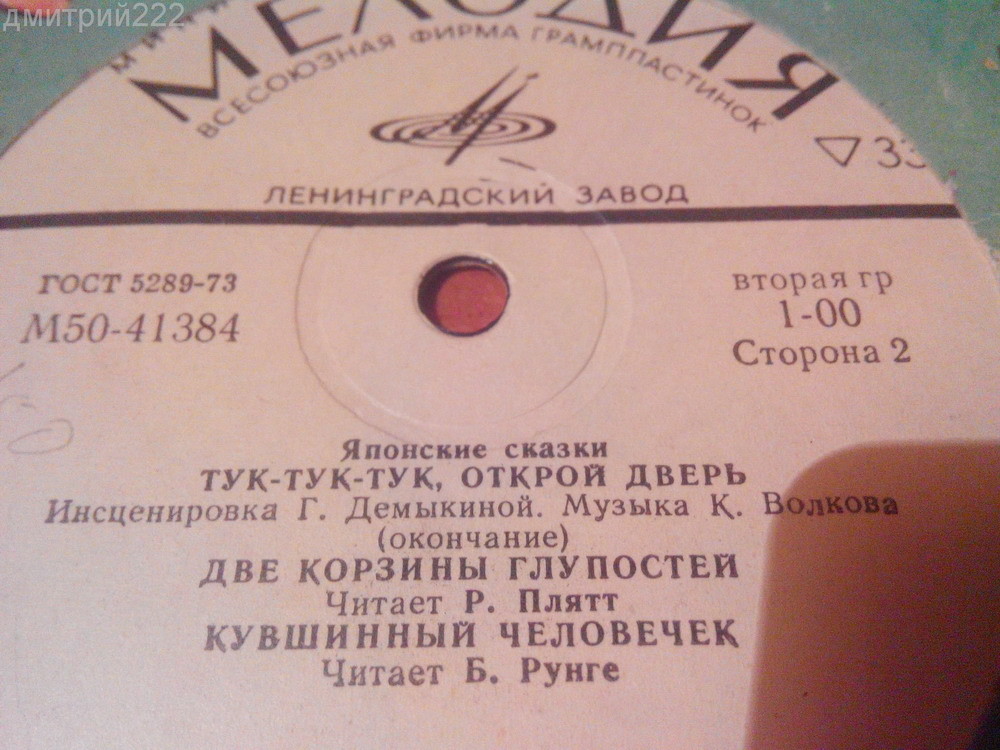 дмитрий222
МЕЛОДИЯ
ВСЕСОЮЗНАЯ ФИРМА ГРАМПЛАСТИНОК
33
ЛЕНИНГРАДСКИЙ ЗАВОД
ГОСТ 5289-73
М50-41384
вторая гр
1-00
Сторона 2
Японские сказки
ТУК-ТУК-ТУК, ОТКРОЙ ДВЕРЬ
Инсценировка Г. Демыкиной. Музыка К. Волкова
(окончание)
ДВЕ КОРЗИНЫ ГЛУПОСТЕЙ
Читает Р. Плятт
КУВШИННЫЙ ЧЕЛОВЕЧЕК
Читает Б. Рунге